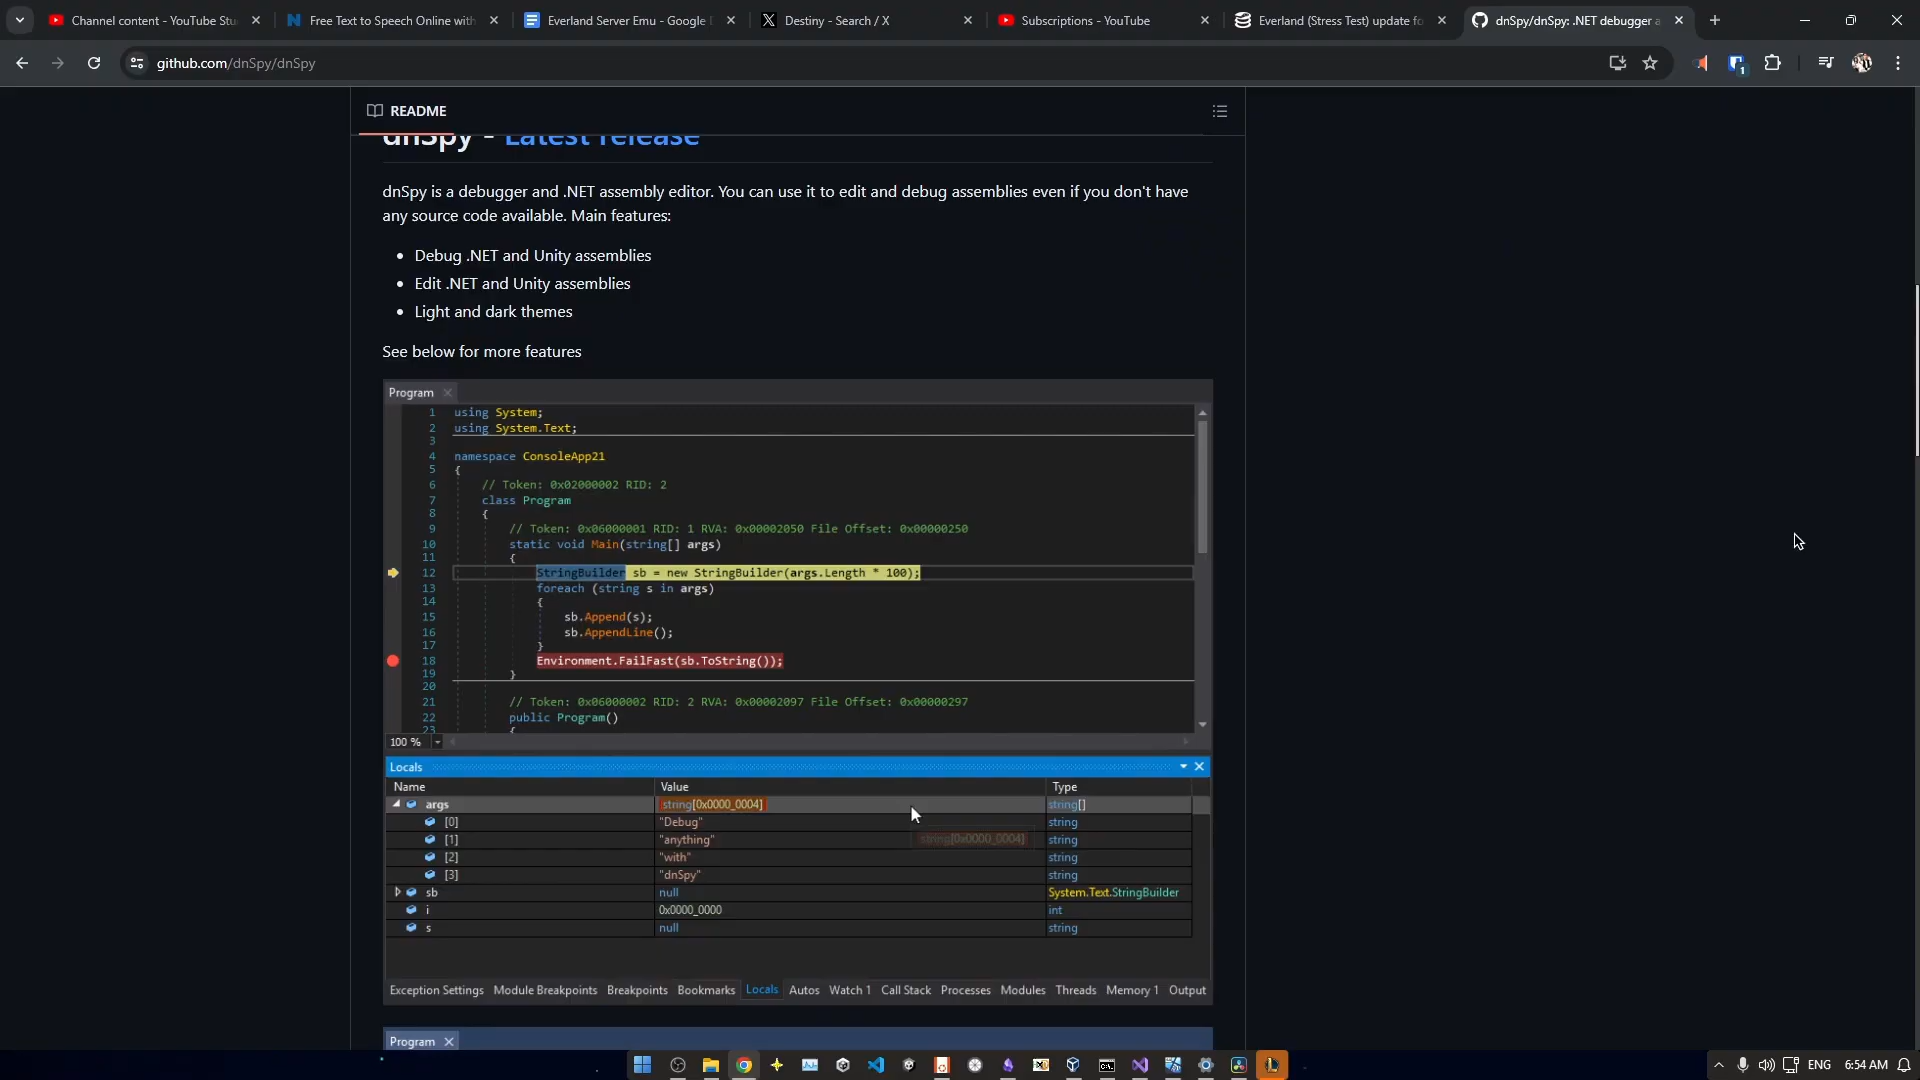 Channel content - YouTube Stu
Free Text to Speech Online with
Everland Server Emu - Google D
Destiny - Search / X
Subscriptions - YouTube
Everland (Stress Test) update fo
dnSpy/dnSpy: .NET debugger a
github.com/dnSpy/dnSpy
1
README
dnSpy - Latest release
dnSpy is a debugger and .NET assembly editor. You can use it to edit and debug assemblies even if you don't have
any source code available. Main features:
Debug .NET and Unity assemblies
Edit .NET and Unity assemblies
Light and dark themes
See below for more features
Program
1 using System;
2 using System.Text;
3
4 namespace ConsoleApp21
5 {
6 // Token: 0x02000002 RID: 2
7 class Program
8 {
9 // Token: 0x06000001 RID: 1 RVA: 0x00002050 File Offset: 0x00000250
10 static void Main(string[] args)
11 {
12 StringBuilder sb = new StringBuilder(args.Length * 100);
13 foreach (string s in args)
14 {
15 sb.Append(s);
16 sb.AppendLine();
17 }
18 Environment.FailFast(sb.ToString());
19 }
20
21 // Token: 0x06000002 RID: 2 RVA: 0x00002097 File Offset: 0x00000297
22 public Program()
23 {
100 %
Locals
Name Value Type
args string[0x0000_0004] string[]
[0] "Debug" string
[1] "anything" string[0x0000_0004] string
[2] "with" string
[3] "dnSpy" string
sb null System.Text.StringBuilder
i 0x0000_0000 int
s null string
Exception Settings Module Breakpoints Breakpoints Bookmarks Locals Autos Watch 1 Call Stack Processes Modules Threads Memory 1 Output
Program
ENG 6:54 AM